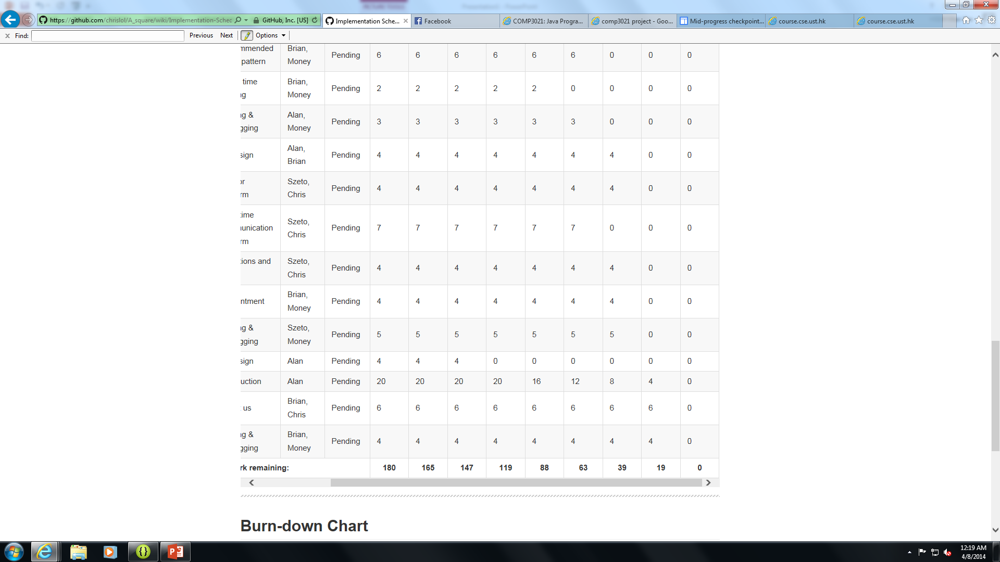 PICTURE TOOLS
https://github.com/chrislol/A_square/wiki/Implementation-Sched
GitHub, Inc. [US]
Implementation Sche...
Facebook
COMP3021: Java Progra...
comp3021 project - Goo...
Mid-progress checkpoint...
course.cse.ust.hk
course.cse.ust.hk
x Find:
Previous
Next
Options
mmended Brian,
pattern Money Pending 6 6 6 6 6 6 0 0 0
time Brian,
ng Money Pending 2 2 2 2 2 0 0 0 0
ng & Alan,
gging Money Pending 3 3 3 3 3 3 0 0 0
sign Alan,
Brian Pending 4 4 4 4 4 4 4 0 0
or Szeto,
rm Chris Pending 4 4 4 4 4 4 4 0 0
time
unication Szeto,
rm Chris Pending 7 7 7 7 7 7 0 0 0
tions and Szeto,
Chris Pending 4 4 4 4 4 4 4 0 0
ntment Brian,
Money Pending 4 4 4 4 4 4 4 0 0
ng & Szeto,
gging Money Pending 5 5 5 5 5 5 5 0 0
sign Alan Pending 4 4 4 0 0 0 0 0 0
uction Alan Pending 20 20 20 20 16 12 8 4 0
us Brian,
Chris Pending 6 6 6 6 6 6 6 6 0
ng & Brian,
gging Money Pending 4 4 4 4 4 4 4 4 0
rk remaining: 180 165 147 119 88 63 39 19 0
Burn-down Chart
12:19 AM
4/8/2014